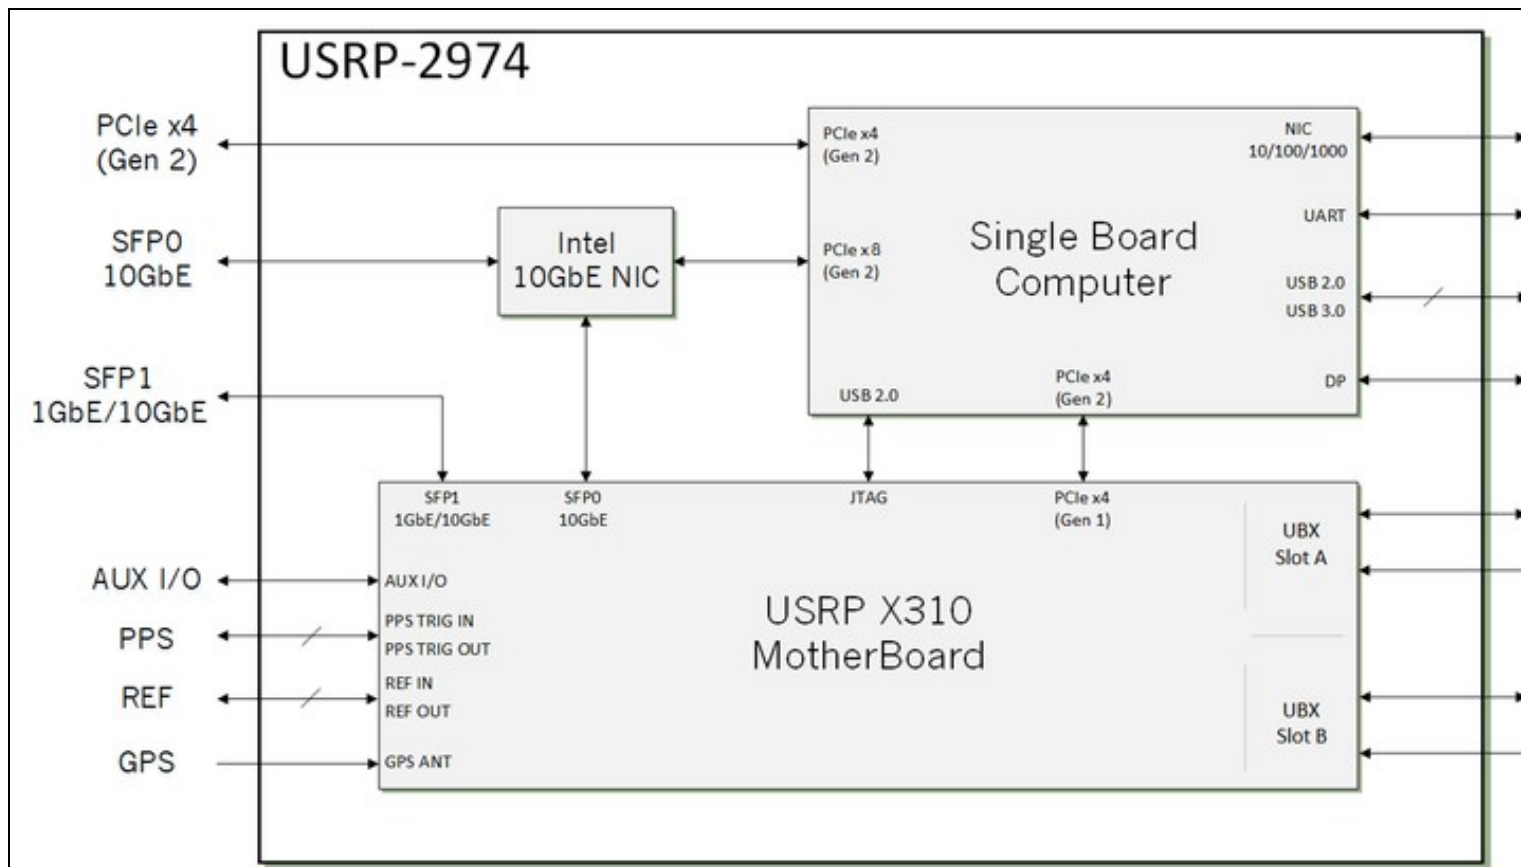 USRP-2974
PCIe x4
(Gen 2)
SFP0
10GbE
SFP1
1GbE/10GbE
AUX I/O
PPS
REF
GPS
Intel
10GbE NIC
PCIe x4
(Gen 2)
PCIe x8
(Gen 2)
Single Board
Computer
NIC
10/100/1000
UART
USB 2.0
USB 3.0
DP
USB 2.0
PCIe x4
(Gen 2)
SFP1
1GbE/10GbE
SFP0
10GbE
JTAG
PCIe x4
(Gen 1)
AUX I/O
PPS TRIG IN
PPS TRIG OUT
REF IN
REF OUT
GPS ANT
USRP X310
MotherBoard
UBX
Slot A
UBX
Slot B